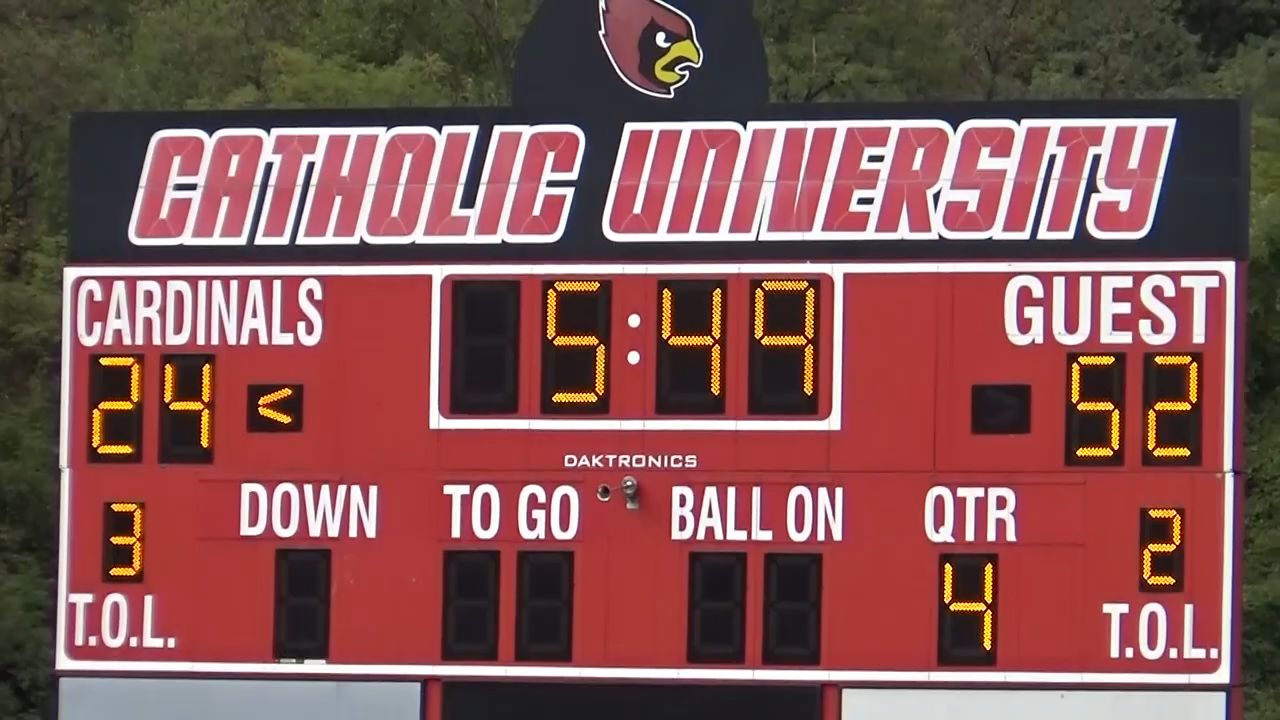 CATHOLIC UNIVERSITY
CARDINALS 5:49 GUEST
24 < 52
DAKTRONICS
DOWN TO GO BALL ON QTR
3 4 2
T.O.L. T.O.L.